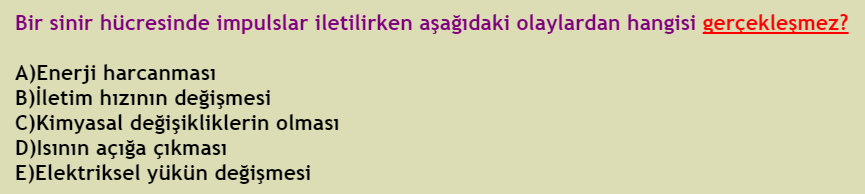 Bir sinir hücresinde impulslar iletilirken aşağıdaki olaylardan hangisi gerçekleşmez?
A)Enerji harcanması
B)İletim hızının değişmesi
C)Kimyasal değişikliklerin olması
D)Isının açığa çıkması
E)Elektriksel yükün değişmesi